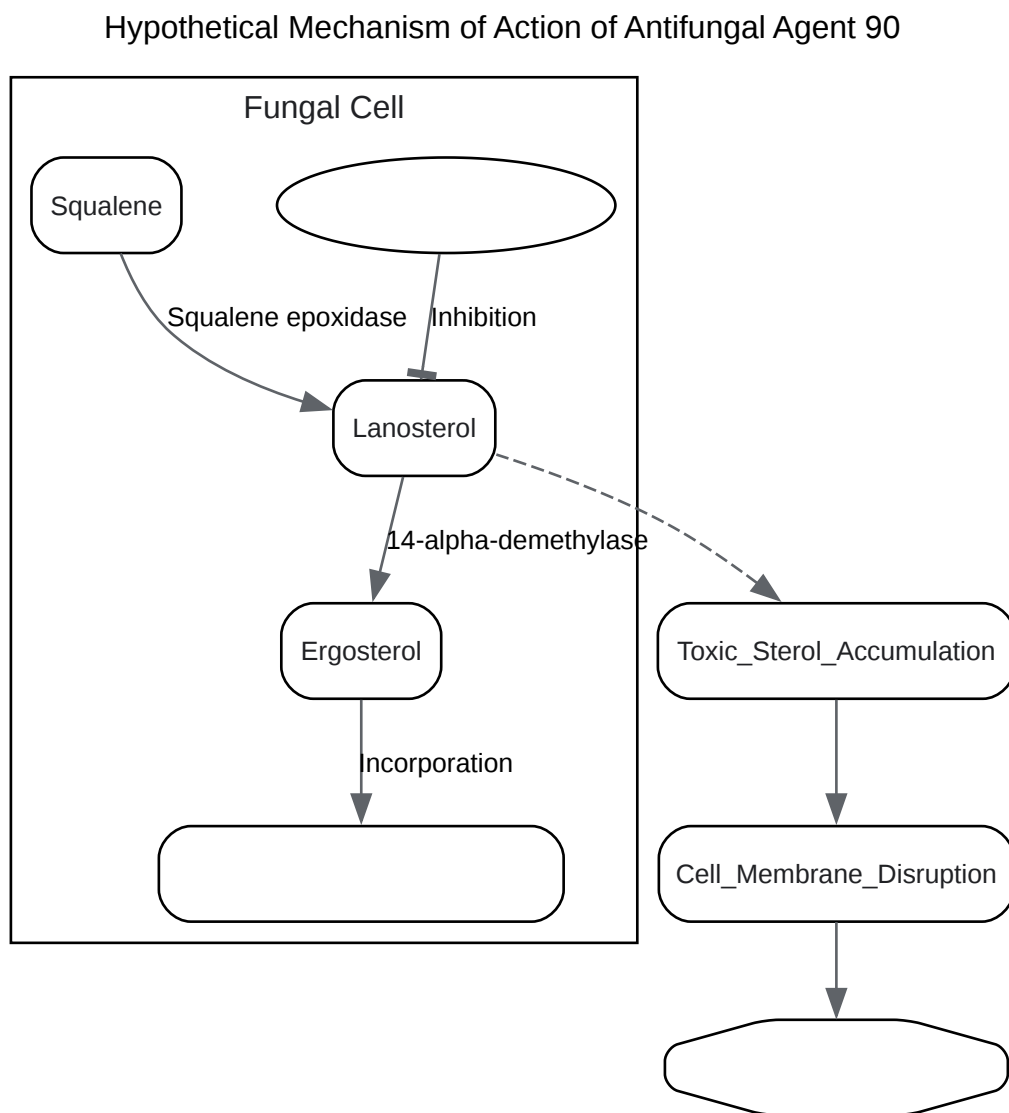 Hypothetical Mechanism of Action of Antifungal Agent 90
Fungal Cell
Squalene
Squalene epoxidase
Inhibition
Lanosterol
14-alpha-demethylase
Ergosterol
Toxic_Sterol_Accumulation
Incorporation
Cell_Membrane_Disruption